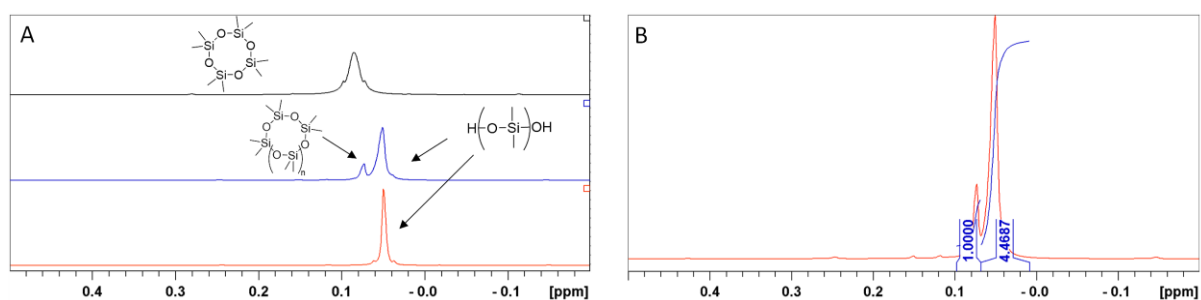 A
B
Si O Si
O O
Si O Si
Si O Si
O O
Si O Si
( )n
H(O-Si)OH
0.4 0.3 0.2 0.1 - 0.0 - 0.1 [ppm]
1.0000
4.4687
0.4 0.3 0.2 0.1 - 0.0 - 0.1 [ppm]